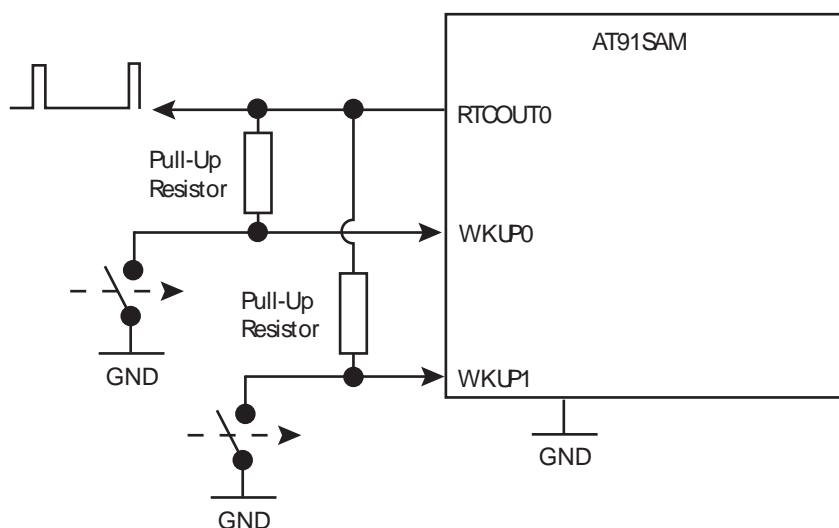 AT91SAM
RTCOUT0
Pull-Up
Resistor
WKUP0
Pull-Up
Resistor
GND
WKUP1
GND
GND